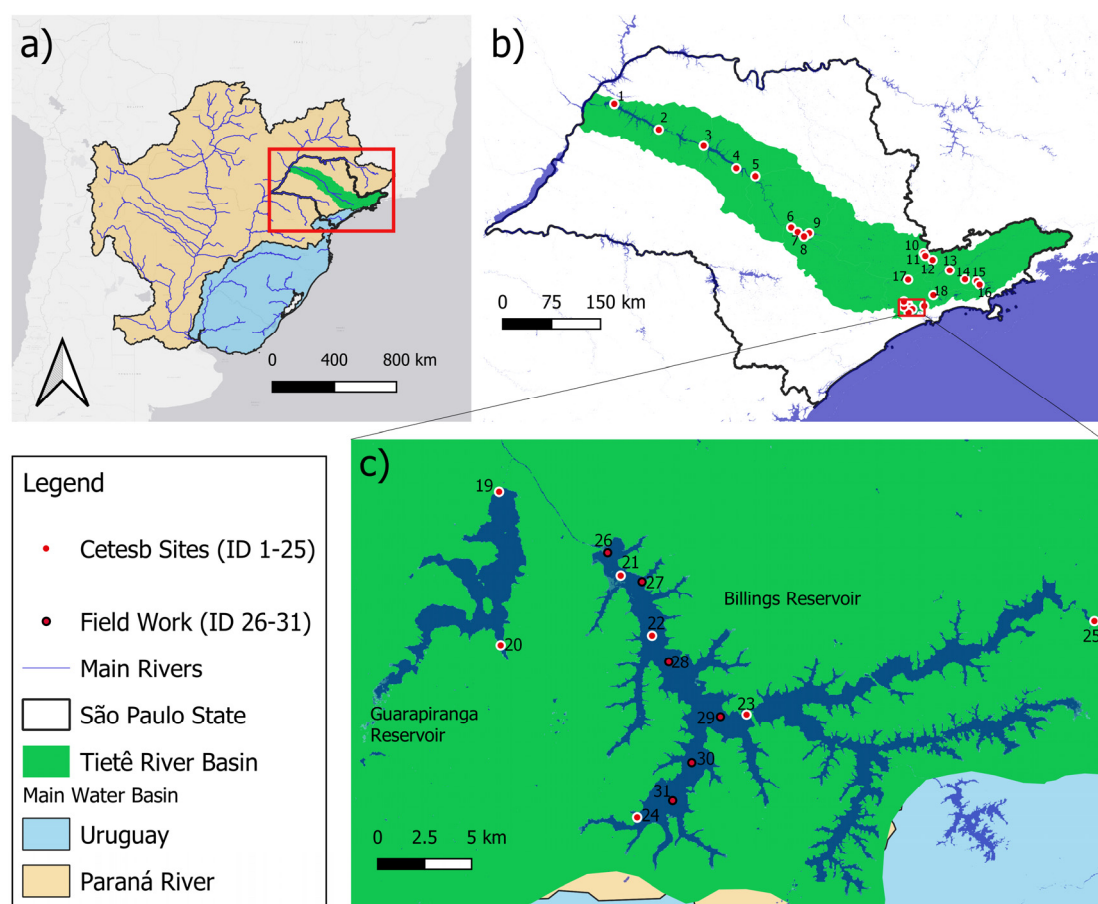 a)
0 400 800 km
b)
1
2
3
4
5
6
7
8
9
10
11
12
13
14
15
16
17
18
0 75 150 km
Legend
Cetesb Sites (ID 1-25)
Field Work (ID 26-31)
Main Rivers
São Paulo State
Tietê River Basin
Main Water Basin
Uruguay
Paraná River
c)
19
20
Guarapiranga
Reservoir
26
21
27
Billings Reservoir
22
28
29
23
25
30
31
24
0 2.5 5 km